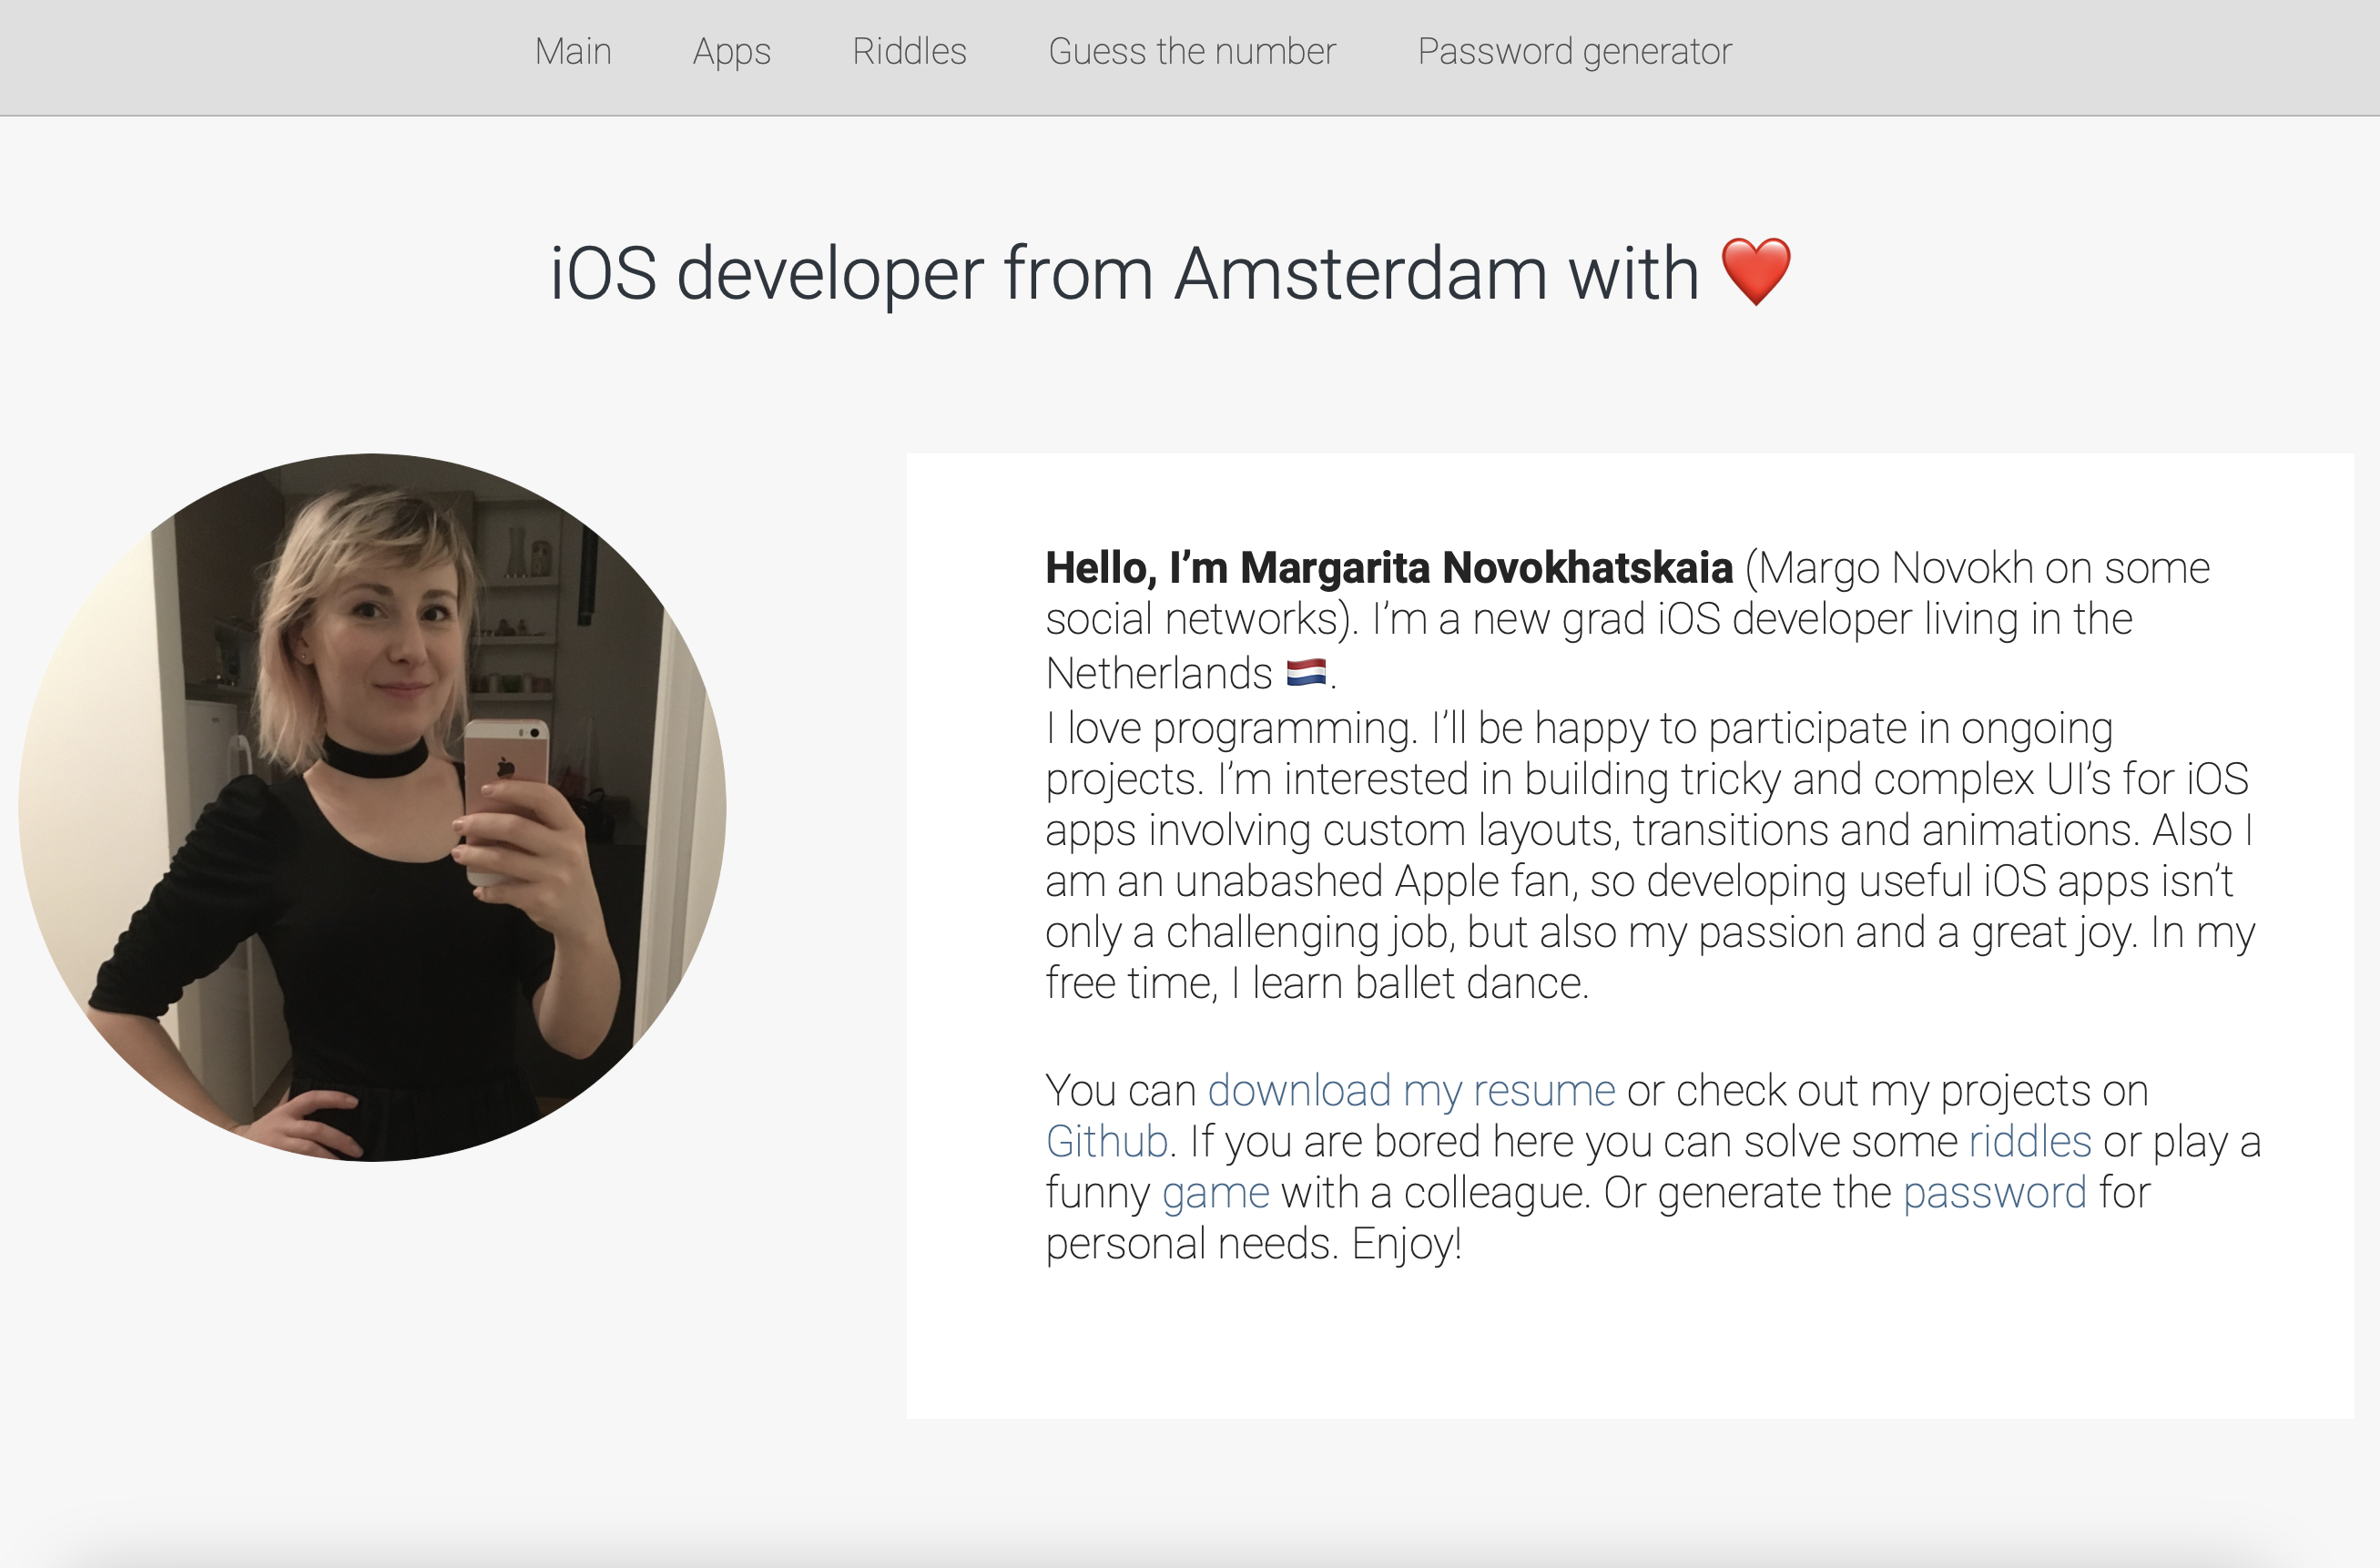 Main Apps Riddles Guess the number Password generator
iOS developer from Amsterdam with ❤️
Hello, I’m Margarita Novokhatskaia (Margo Novokh on some
social networks). I’m a new grad iOS developer living in the
Netherlands 🇳🇱.
I love programming. I’ll be happy to participate in ongoing
projects. I’m interested in building tricky and complex UI’s for iOS
apps involving custom layouts, transitions and animations. Also I
am an unabashed Apple fan, so developing useful iOS apps isn’t
only a challenging job, but also my passion and a great joy. In my
free time, I learn ballet dance.
You can download my resume or check out my projects on
Github. If you are bored here you can solve some riddles or play a
funny game with a colleague. Or generate the password for
personal needs. Enjoy!